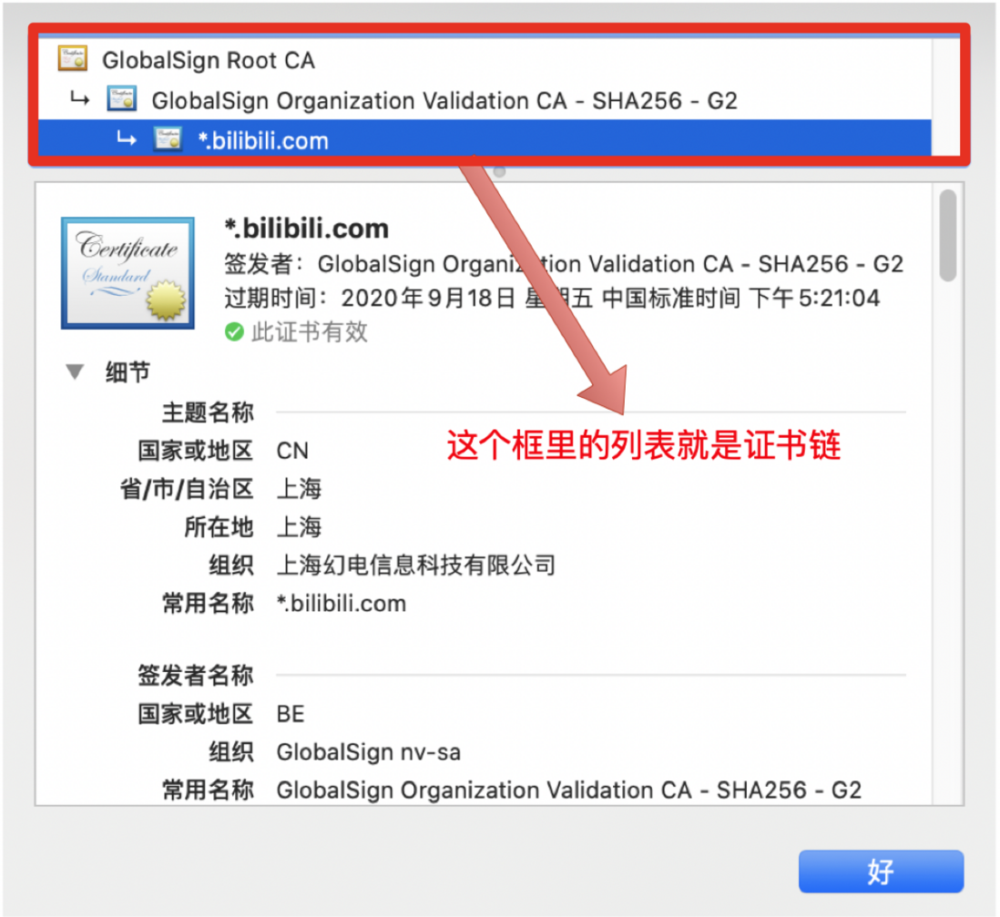 GlobalSign Root CA
GlobalSign Organization Validation CA - SHA256 - G2
*.bilibili.com
Certificate
Standard
*.bilibili.com
签发者：GlobalSign Organization Validation CA - SHA256 - G2
过期时间：2020年9月18日 星期五 中国标准时间 下午5:21:04
此证书有效
细节
主题名称
国家或地区 CN
这个框里的列表就是证书链
省/市/自治区 上海
所在地 上海
组织 上海幻电信息科技有限公司
常用名称 *.bilibili.com
签发者名称
国家或地区 BE
组织 GlobalSign nv-sa
常用名称 GlobalSign Organization Validation CA - SHA256 - G2
好